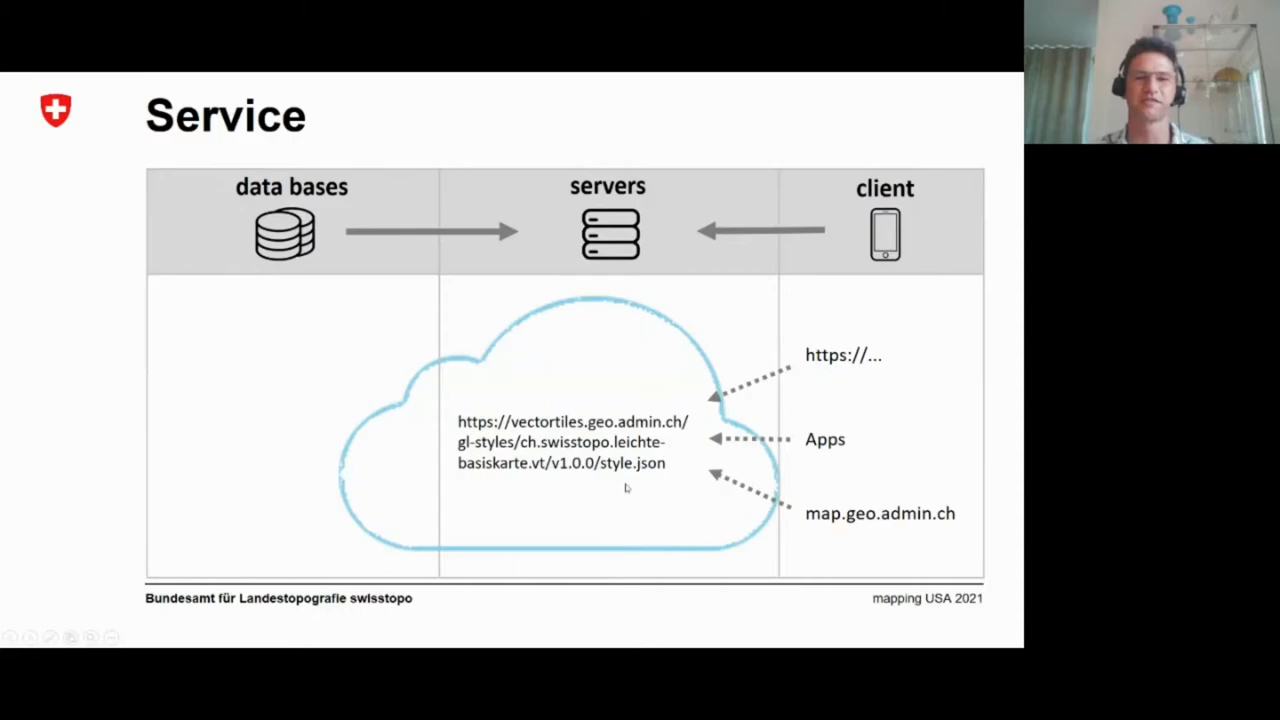 Service
data bases
servers
client
https://...
https://vectortiles.geo.admin.ch/
gl-styles/ch.swisstopo.leichte-
basiskarte.vt/v1.0.0/style.json
Apps
map.geo.admin.ch
Bundesamt für Landestopografie swisstopo
mapping USA 2021